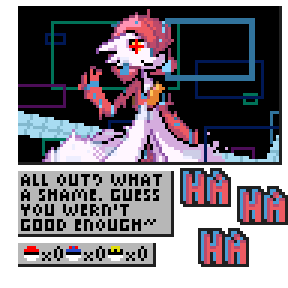 ALL OUT? WHAT
A SHAME. GUESS
YOU WERN'T
GOOD ENOUGH~
HA
HA
HA
x0 x0 x0